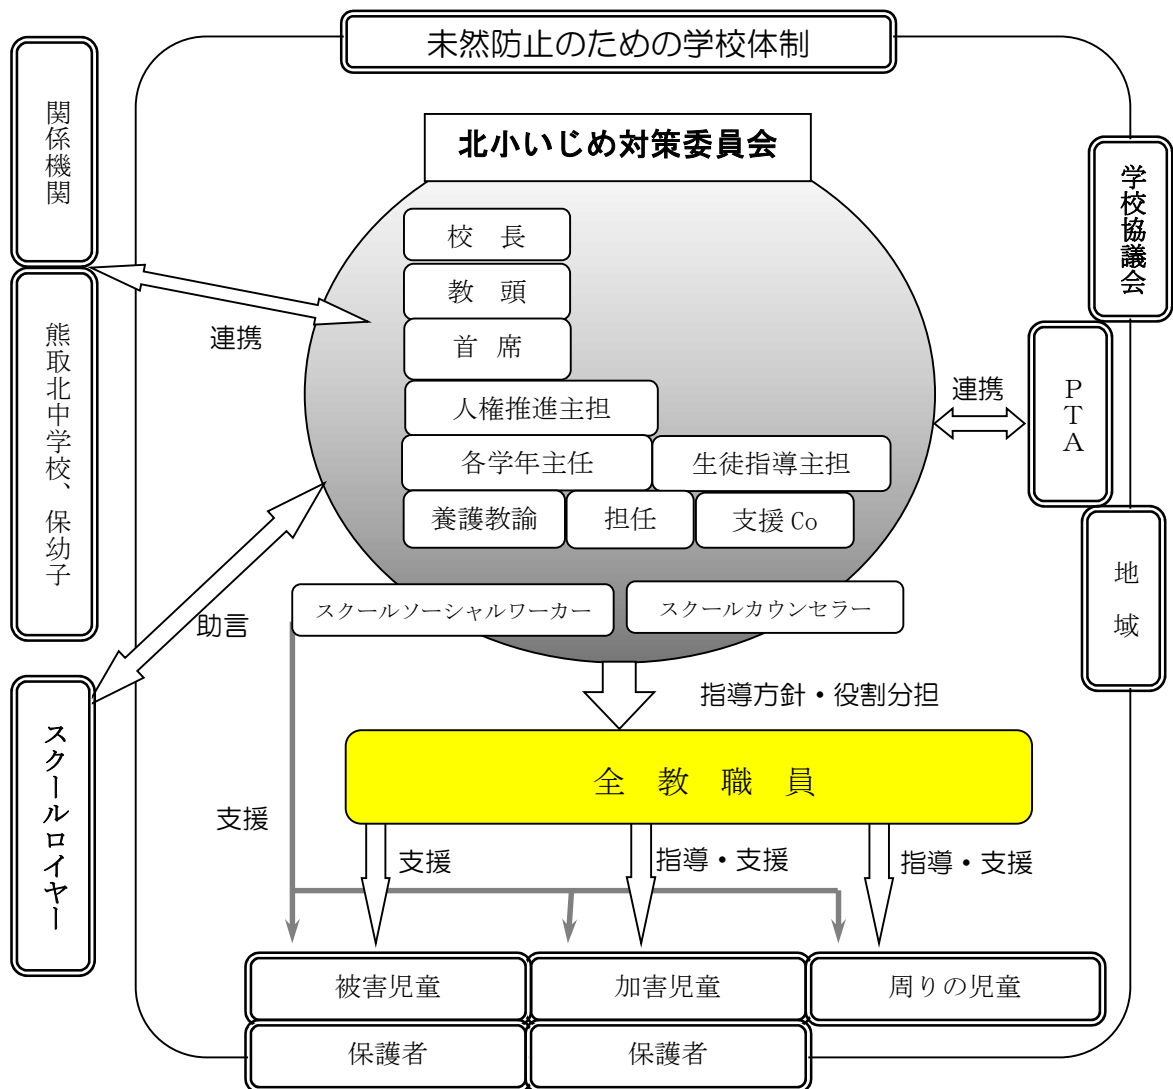 未然防止のための学校体制
関係機関
北小いじめ対策委員会
学校協議会
校　長
教　頭
首　席
連携
人権推進主担
連携
PTA
熊取北中学校、保幼子
各学年主任
生徒指導主担
養護教諭
担任
支援 Co
地　域
スクールソーシャルワーカー
スクールカウンセラー
助言
指導方針・役割分担
スクールロイヤー
全　教　職　員
支援
支援
指導・支援
指導・支援
被害児童
加害児童
周りの児童
保護者
保護者